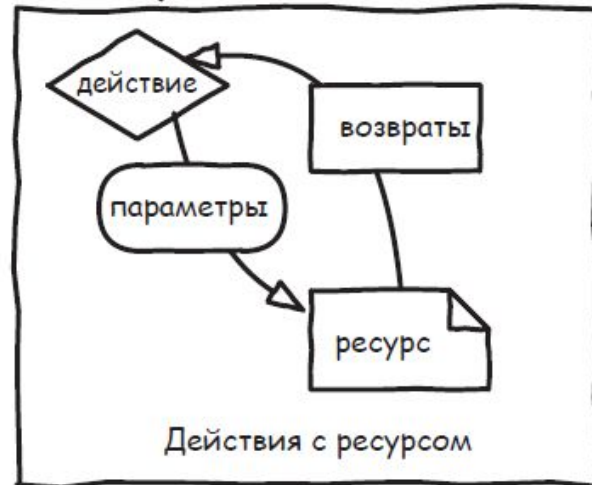 действие
возвраты
параметры
ресурс
Действия с ресурсом